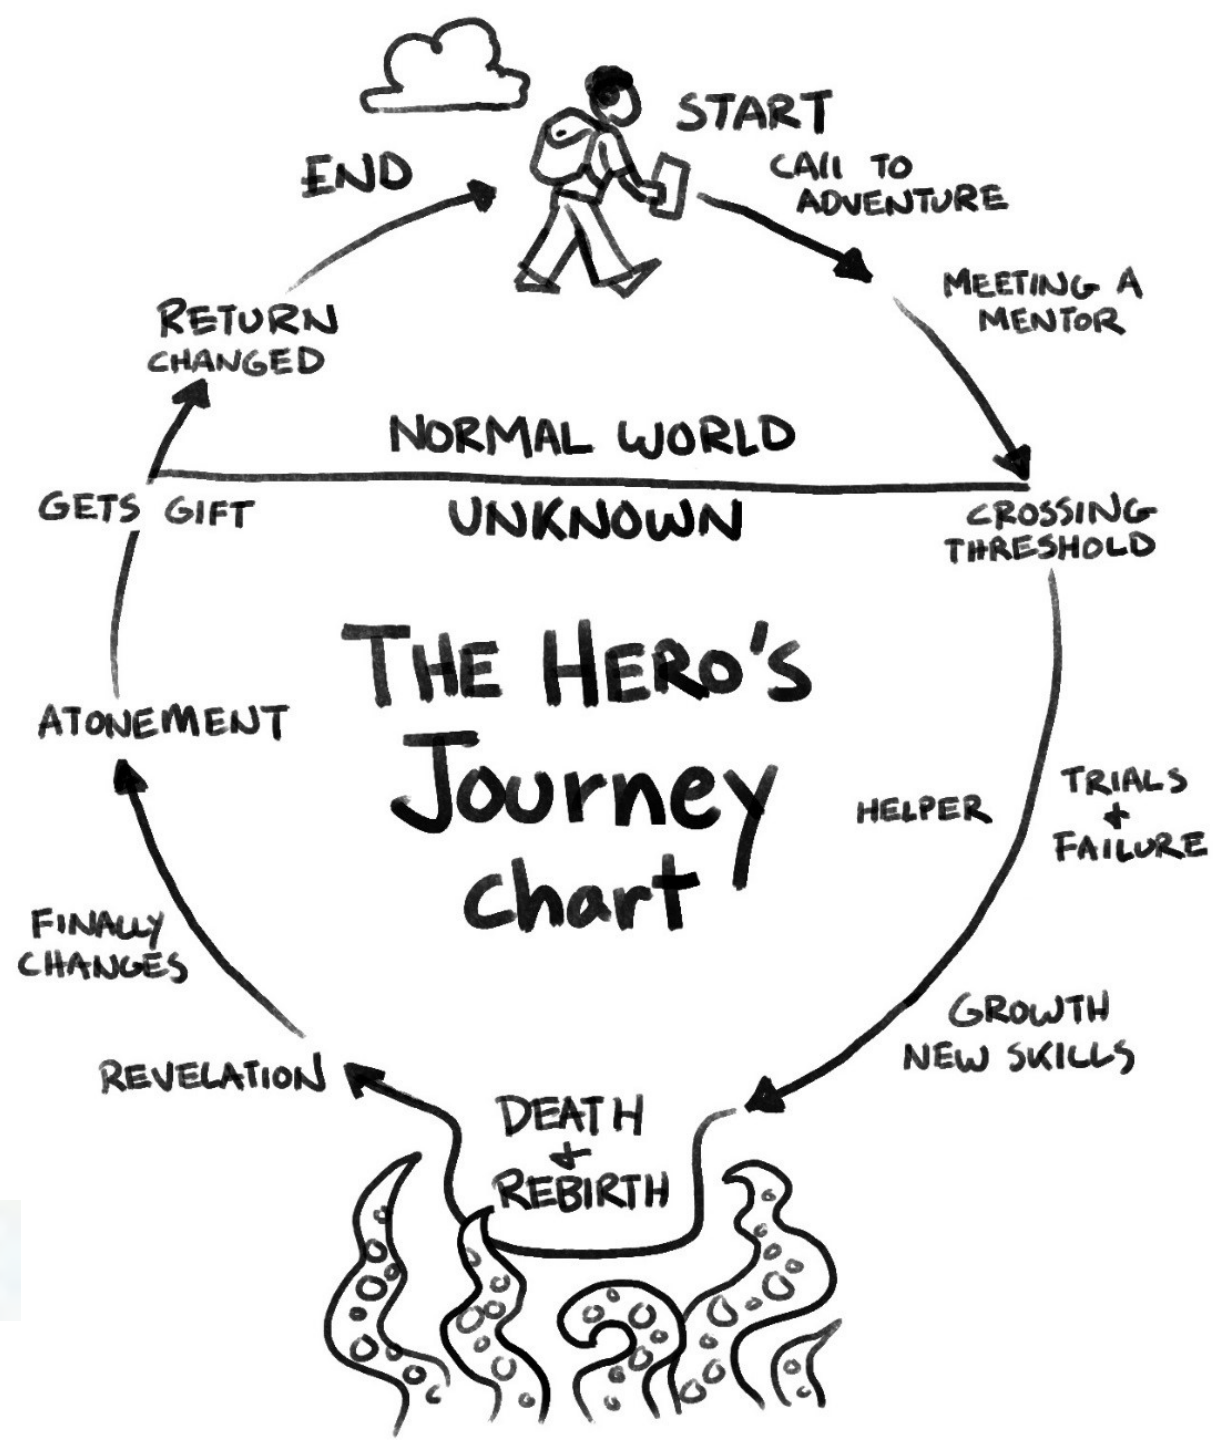 START
CAll TO
ADVENTURE
MEETING A
MENTOR
CROSSING
THRESHOLD
HELPER
TRIALS
+
FAILURE
GROWTH
NEW SKILLS
DEATH
+
REBIRTH
REVELATION
FINALLY
CHANGES
ATONEMENT
GETS GIFT
RETURN
CHANGED
END
NORMAL WORLD
UNKNOWN
THE HERO'S
Journey
chart